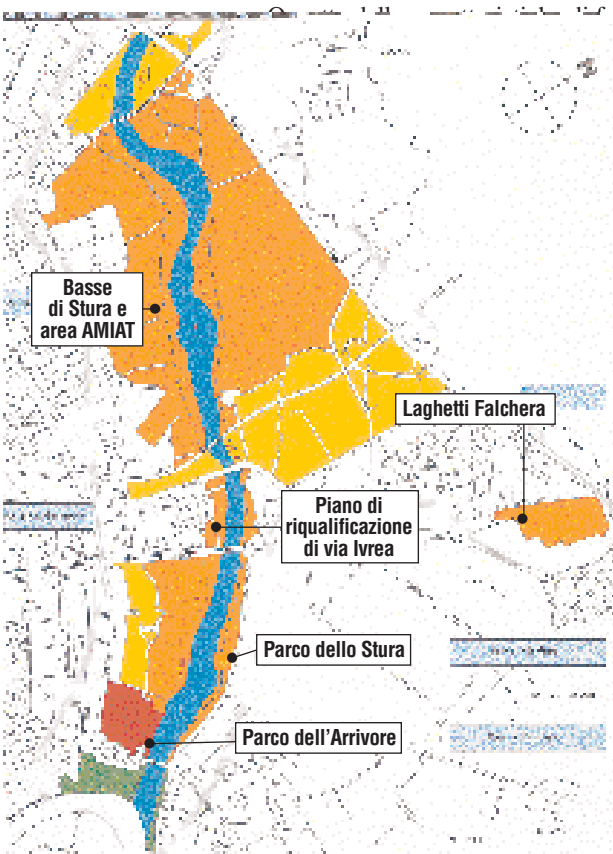 Basse
di Stura e
area AMIAT
Laghetti Falchera
Piano di
riqualificazione
di via Ivrea
Parco dello Stura
Parco dell'Arrivore